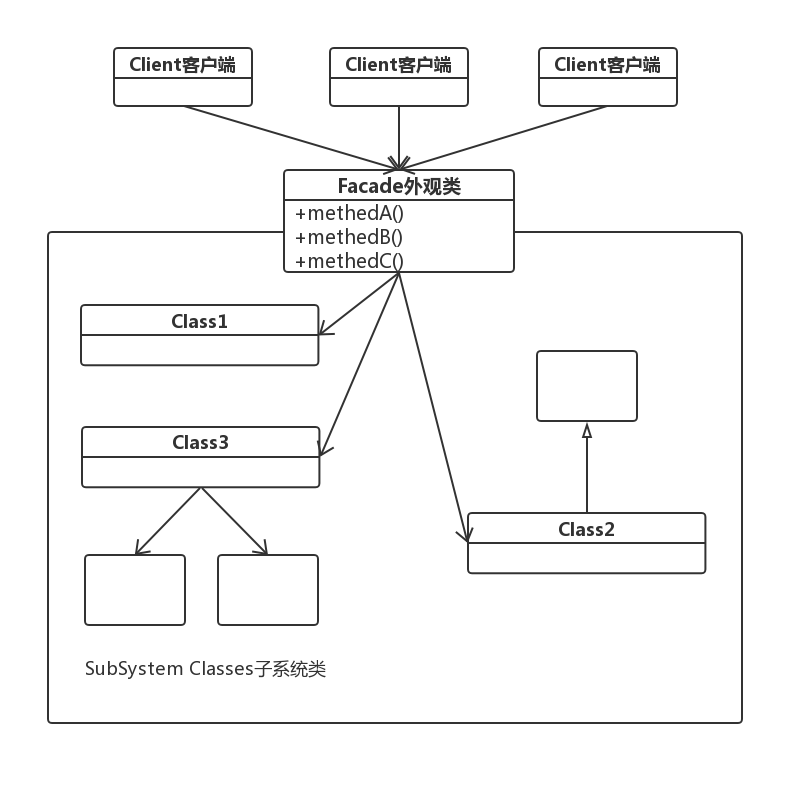 Client客户端
Client客户端
Client客户端
Facade外观类
+methedA()
+methedB()
+methedC()
Class1
Class3
Class2
SubSystem Classes子系统类